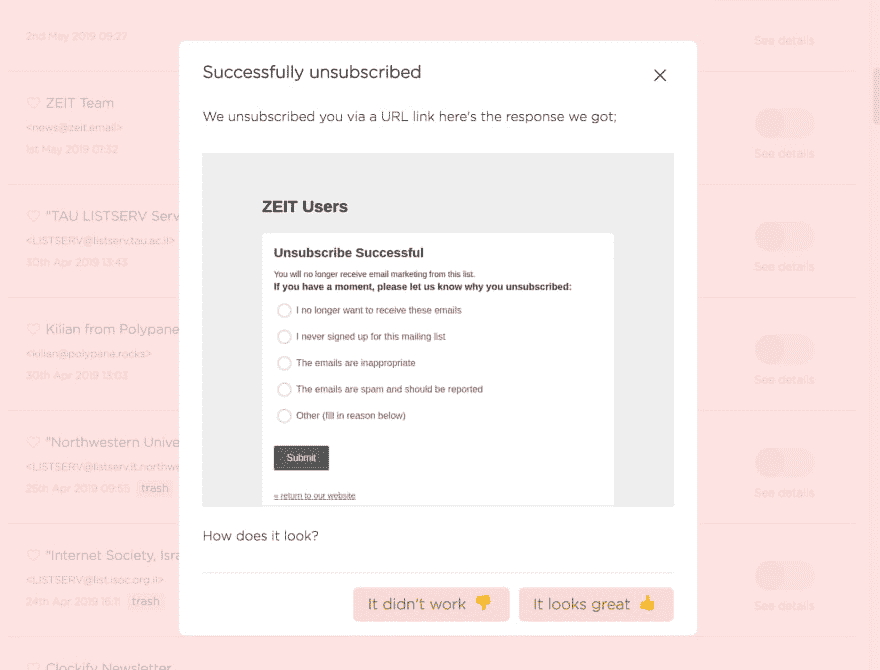 2nd May 2019 09:27
See details
ZEIT Team
<news@zeit.email>
1st May 2019 01:32
See details
"TAU LISTSERV Serv
<LISTSERV@listserv.tau.ac.il>
30th Apr 2019 13:43
See details
Kilian from Polypane
<kilian@polypane.rocks>
30th Apr 2019 13:03
See details
"Northwestern Unive
<LISTSERV@listserv.it.northwe
25th Apr 2019 09:55 trash
See details
"Internet Society, Isra
<LISTSERV@list.isoc.org.il>
24th Apr 2019 16:11 trash
See details
Clockify Newsletter
Successfully unsubscribed
We unsubscribed you via a URL link here's the response we got;
ZEIT Users
Unsubscribe Successful
You will no longer receive email marketing from this list.
If you have a moment, please let us know why you unsubscribed:
I no longer want to receive these emails
I never signed up for this mailing list
The emails are inappropriate
The emails are spam and should be reported
Other (fill in reason below)
Submit
« return to our website
How does it look?
It didn't work 👎
It looks great 👍